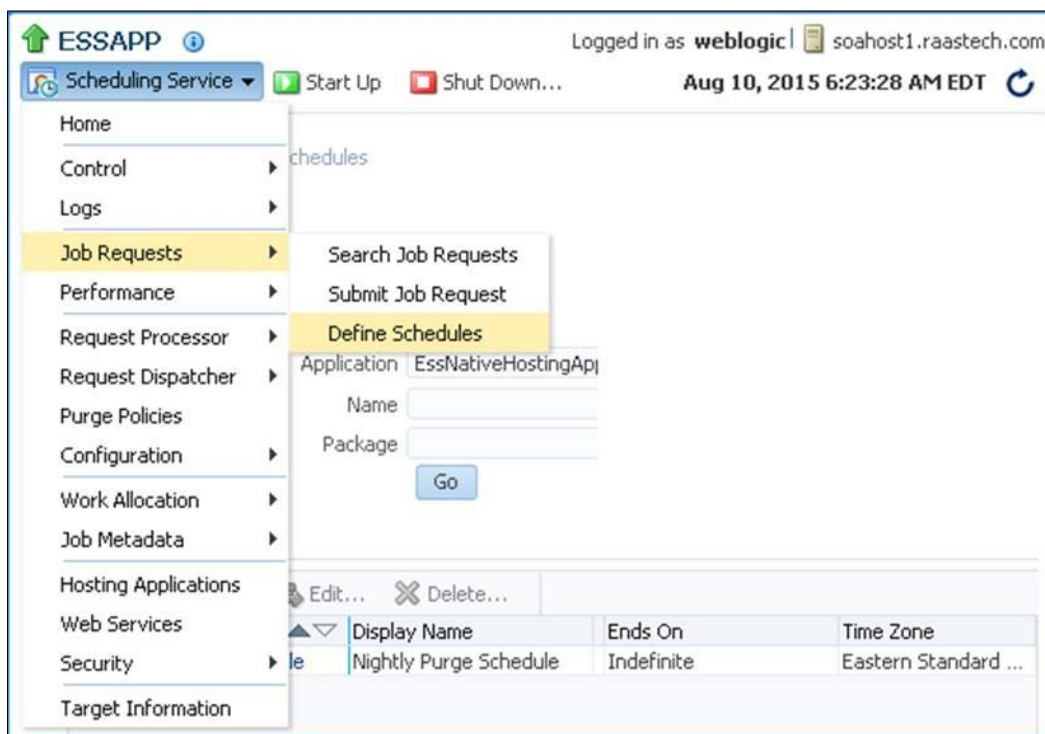 ESSAPP
Logged in as weblogic soahost1.raastech.com
Scheduling Service Start Up Shut Down... Aug 10, 2015 6:23:28 AM EDT
Home
Control
chedules
Logs
Job Requests
Search Job Requests
Performance
Submit Job Request
Request Processor
Define Schedules
Request Dispatcher
Application EssNativeHostingAp
Purge Policies
Name
Configuration
Package
Go
Work Allocation
Job Metadata
Hosting Applications
Edit... Delete...
Web Services
Display Name Ends On Time Zone
Security
le Nightly Purge Schedule Indefinite Eastern Standard ...
Target Information